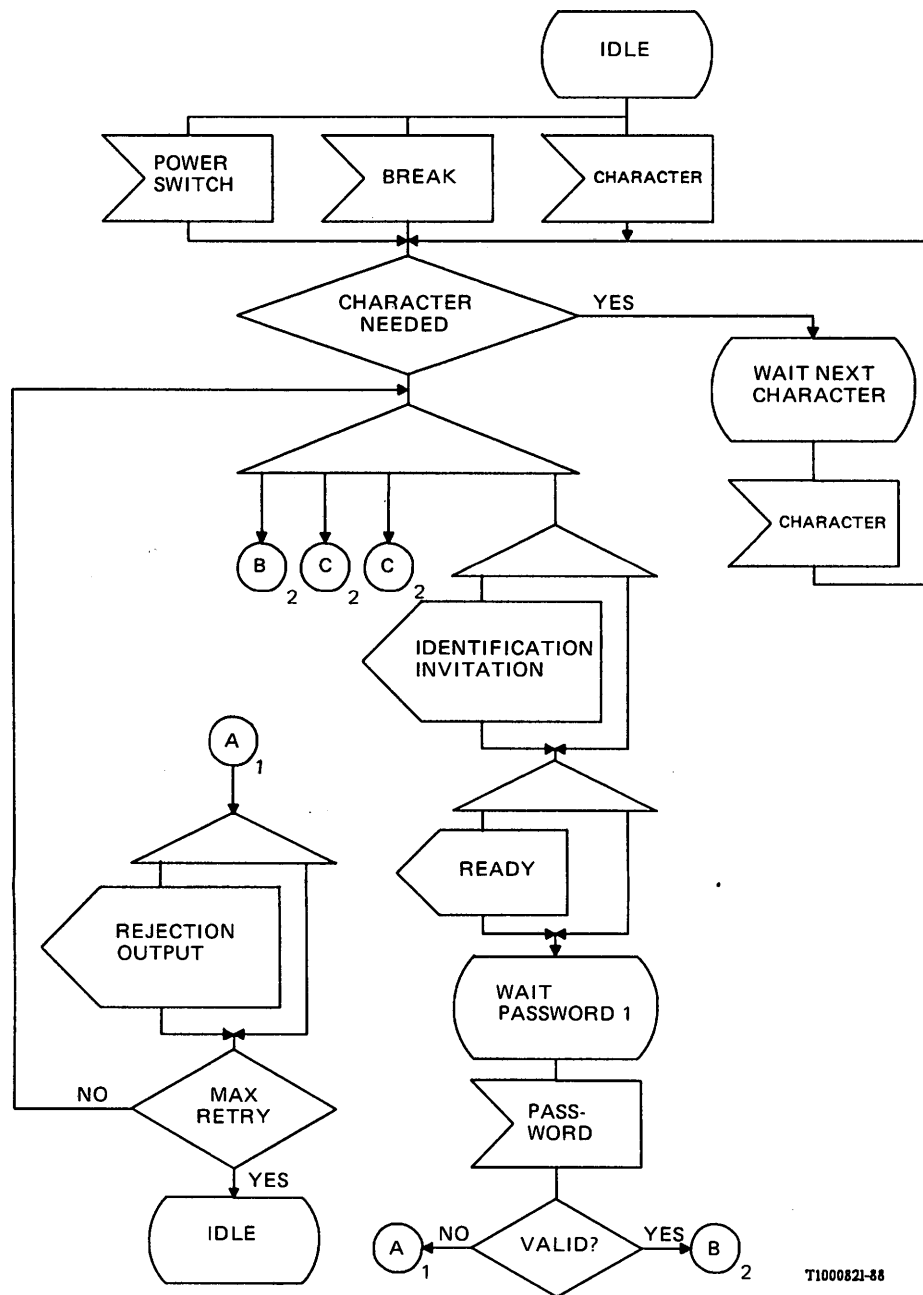 IDLE
POWER
SWITCH
BREAK
CHARACTER
CHARACTER
NEEDED
YES
WAIT NEXT
CHARACTER
CHARACTER
B
2
C
2
C
2
IDENTIFICATION
INVITATION
A
1
READY
REJECTION
OUTPUT
WAIT
PASSWORD 1
NO
MAX
RETRY
PASS-
WORD
YES
IDLE
A
1
NO
VALID?
YES
B
2
T1000821-88